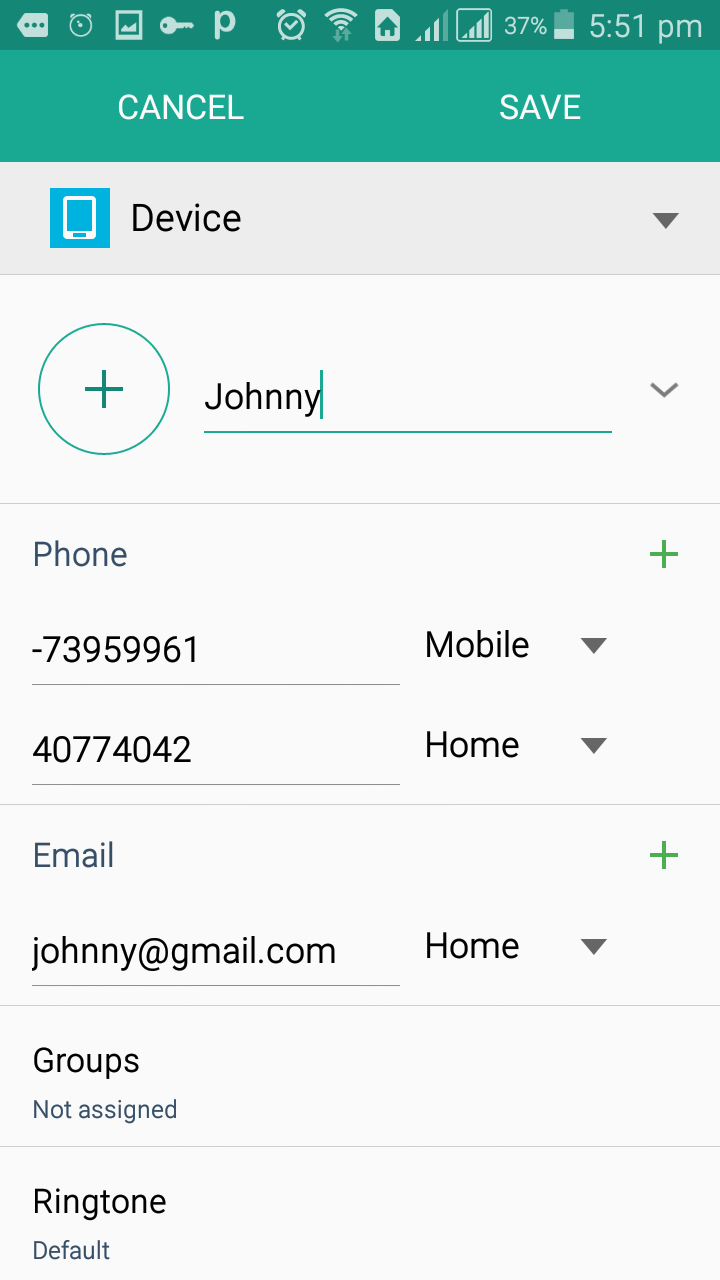 37% 5:51 pm
CANCEL SAVE
Device
Johnny
Phone
-73959961 Mobile
40774042 Home
Email
johnny@gmail.com Home
Groups
Not assigned
Ringtone
Default